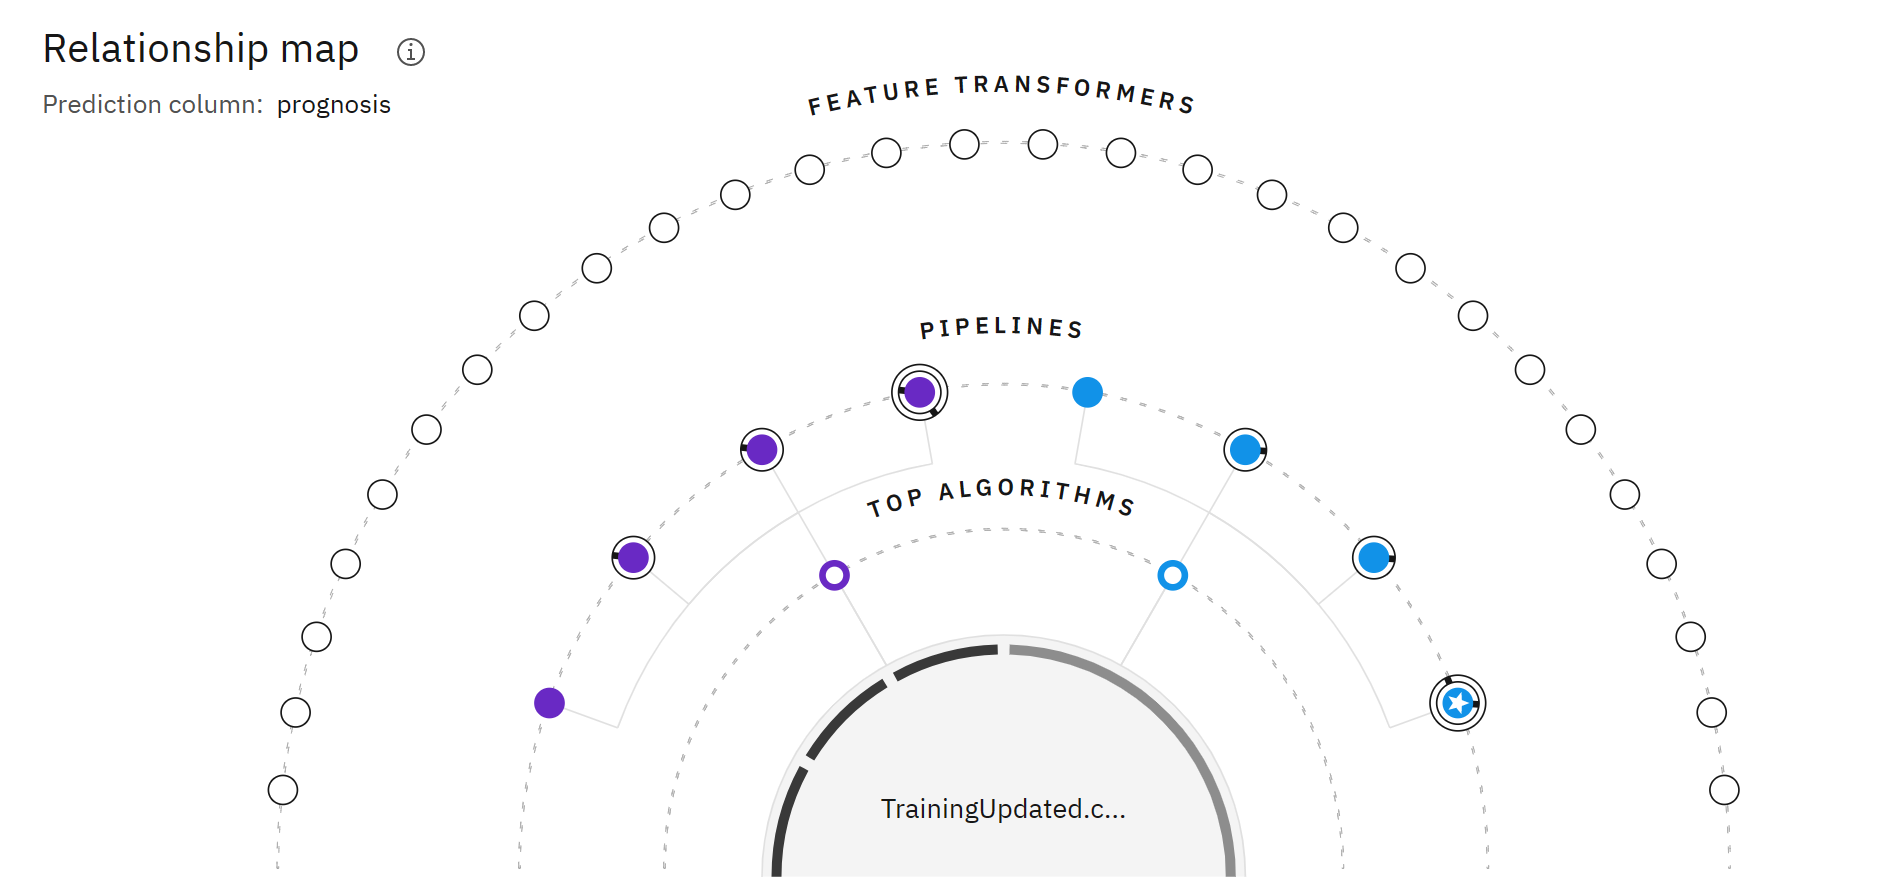 Relationship map
Prediction column: prognosis
FEATURE TRANSFORMERS
PIPELINES
TOP ALGORITHMS
TrainingUpdated.c...